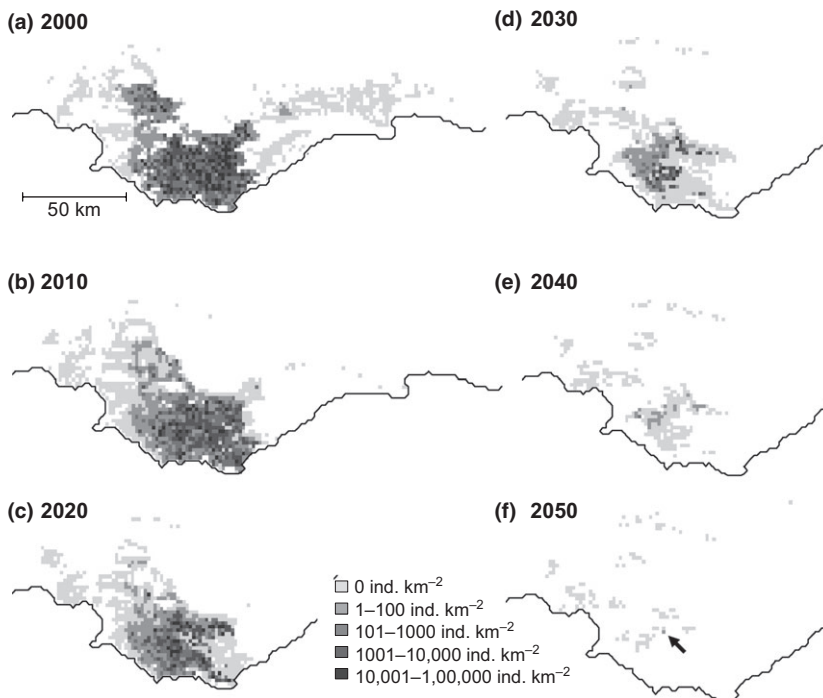 (a) 2000
50 km
(b) 2010
(c) 2020
0 ind. km⁻²
1–100 ind. km⁻²
101–1000 ind. km⁻²
1001–10,000 ind. km⁻²
10,001–1,00,000 ind. km⁻²
(d) 2030
(e) 2040
(f) 2050